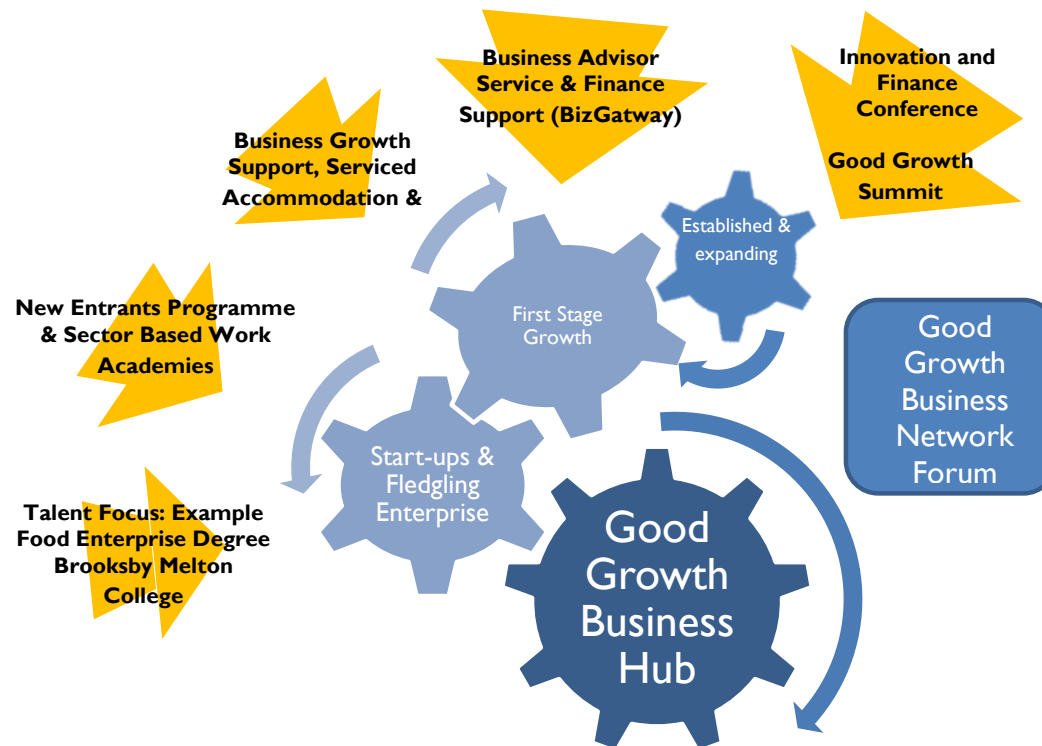 Business Advisor
Service & Finance
Support (BizGatway)
Innovation and
Finance
Conference
Good Growth
Summit
Business Growth
Support, Serviced
Accommodation &
Established &
expanding
New Entrants Programme
& Sector Based Work
Academies
First Stage
Growth
Good
Growth
Business
Network
Forum
Start-ups &
Fledgling
Enterprise
Talent Focus: Example
Food Enterprise Degree
Brooksby Melton
College
Good
Growth
Business
Hub